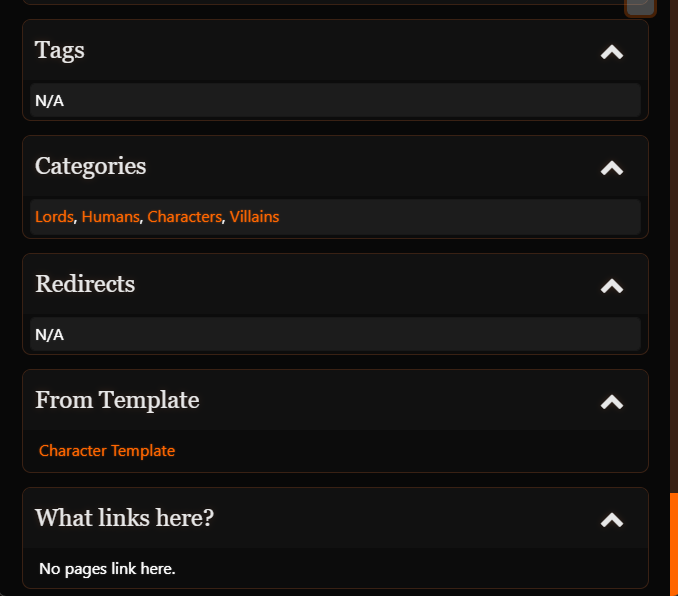 Tags
N/A
Categories
Lords, Humans, Characters, Villains
Redirects
N/A
From Template
Character Template
What links here?
No pages link here.